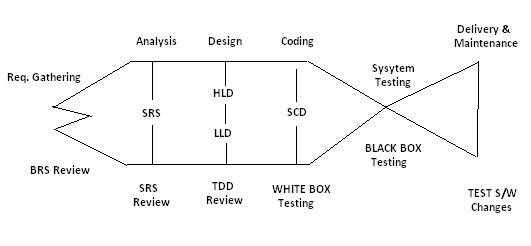 Delivery &
Maintenance
Analysis
Design
Coding
Sysytem
Testing
Req. Gathering
HLD
SRS
SCD
LLD
BLACK BOX
Testing
BRS Review
SRS
Review
TDD
Review
WHITE BOX
Testing
TEST S/W
Changes